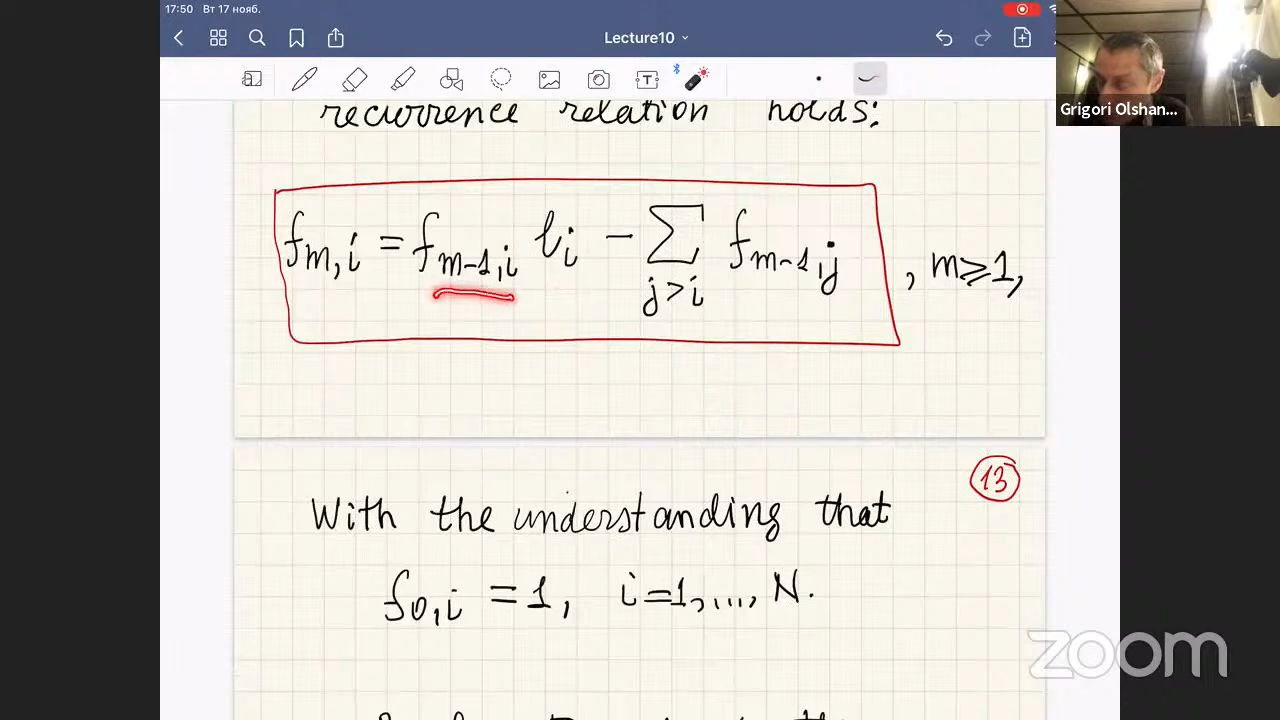 17:50 Вт 17 нояб.
Lecture10
Grigori Olshan...
recurrence relation holds:
f_{m,i} = f_{m-1,i} l_i - ∑_{j>i} f_{m-1,j} , m⩾1,
13
With the understanding that
f_{0,i} = 1, i=1,..., N.
zoom